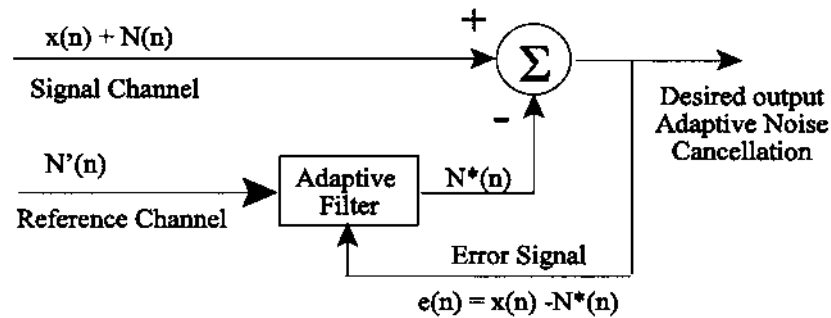 x(n) + N(n)
+
Σ
Signal Channel
-
Desired output
Adaptive Noise
Cancellation
N'(n)
Adaptive
Filter
N*(n)
Reference Channel
Error Signal
e(n) = x(n) -N*(n)